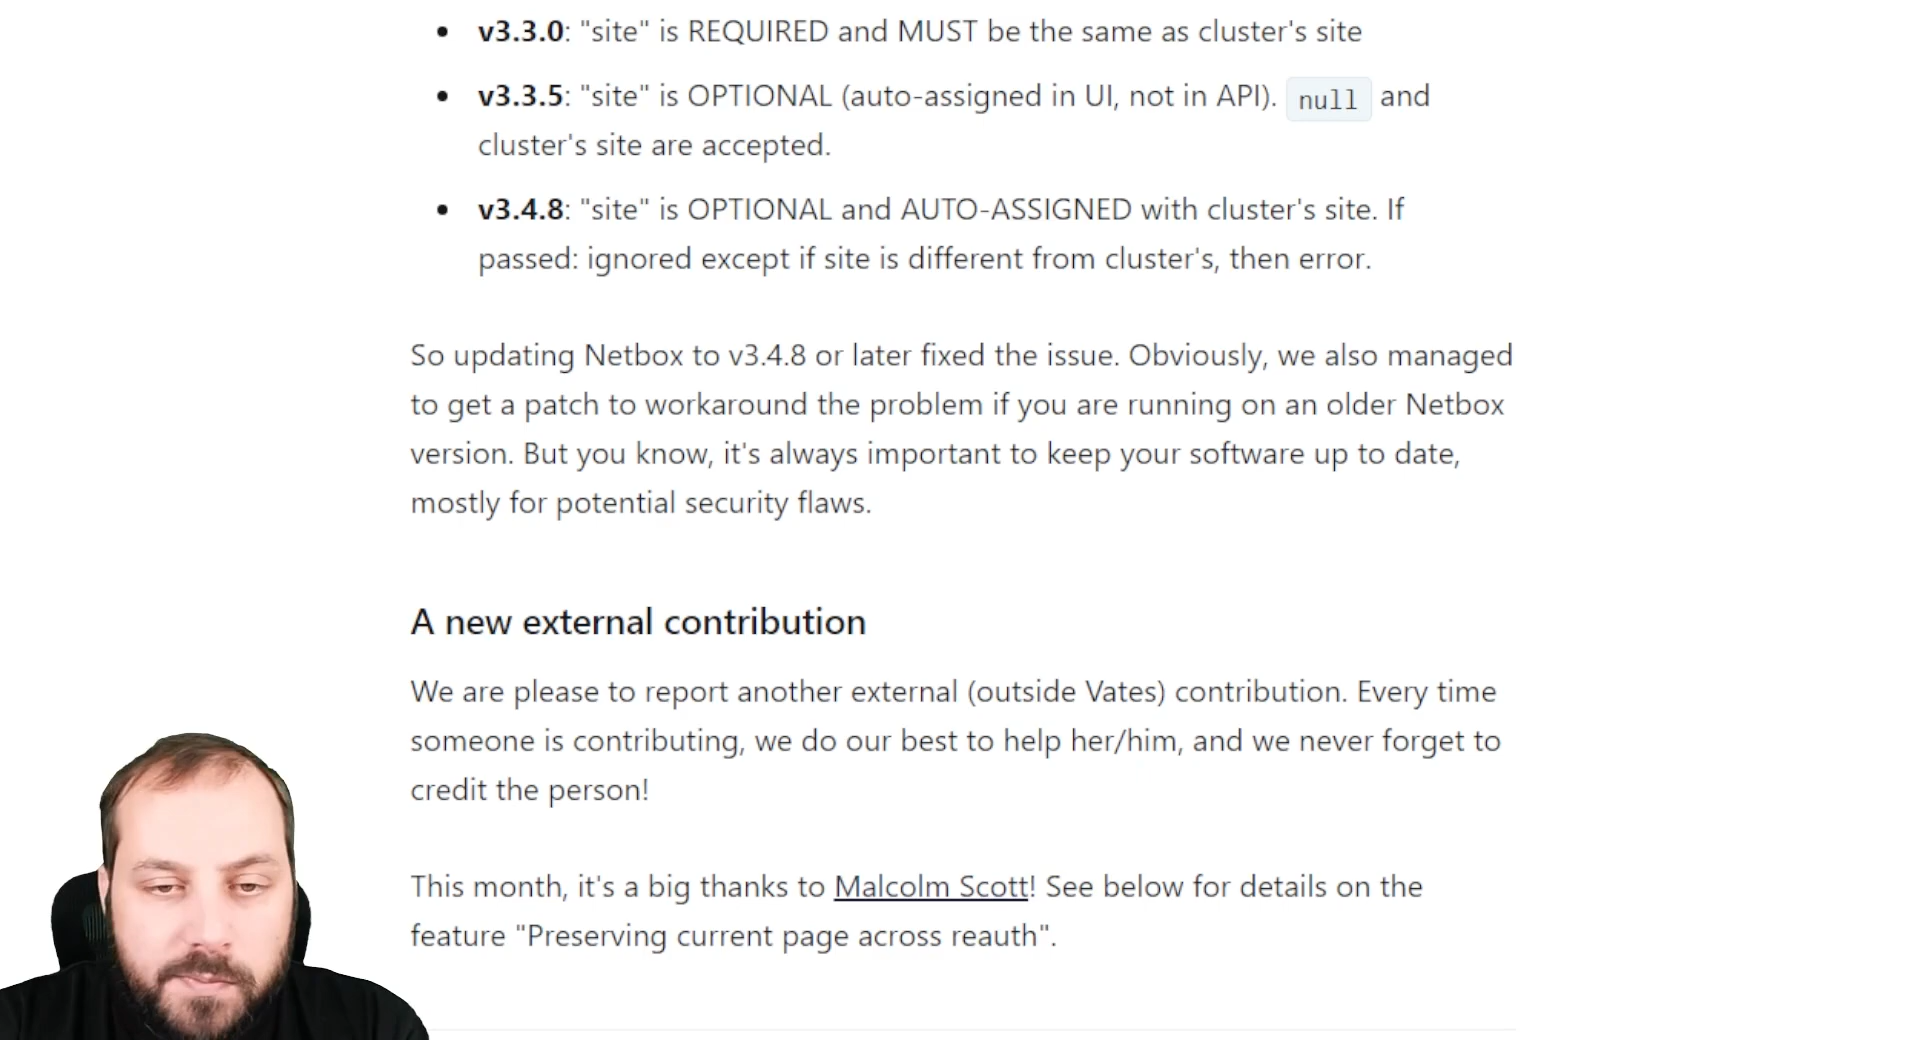 • v3.3.0: "site" is REQUIRED and MUST be the same as cluster's site
• v3.3.5: "site" is OPTIONAL (auto-assigned in UI, not in API). null and
cluster's site are accepted.
• v3.4.8: "site" is OPTIONAL and AUTO-ASSIGNED with cluster's site. If
passed: ignored except if site is different from cluster's, then error.
So updating Netbox to v3.4.8 or later fixed the issue. Obviously, we also managed
to get a patch to workaround the problem if you are running on an older Netbox
version. But you know, it's always important to keep your software up to date,
mostly for potential security flaws.
A new external contribution
We are please to report another external (outside Vates) contribution. Every time
someone is contributing, we do our best to help her/him, and we never forget to
credit the person!
This month, it's a big thanks to Malcolm Scott! See below for details on the
feature "Preserving current page across reauth".